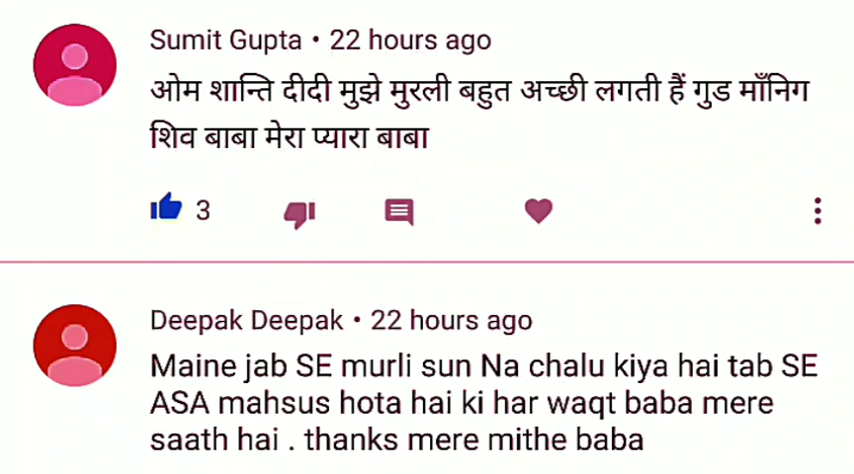 Sumit Gupta • 22 hours ago
ओम शान्ति दीदी मुझे मुरली बहुत अच्छी लगती हैं गुड माँनिग
शिव बाबा मेरा प्यारा बाबा
3
Deepak Deepak • 22 hours ago
Maine jab SE murli sun Na chalu kiya hai tab SE
ASA mahsus hota hai ki har waqt baba mere
saath hai . thanks mere mithe baba